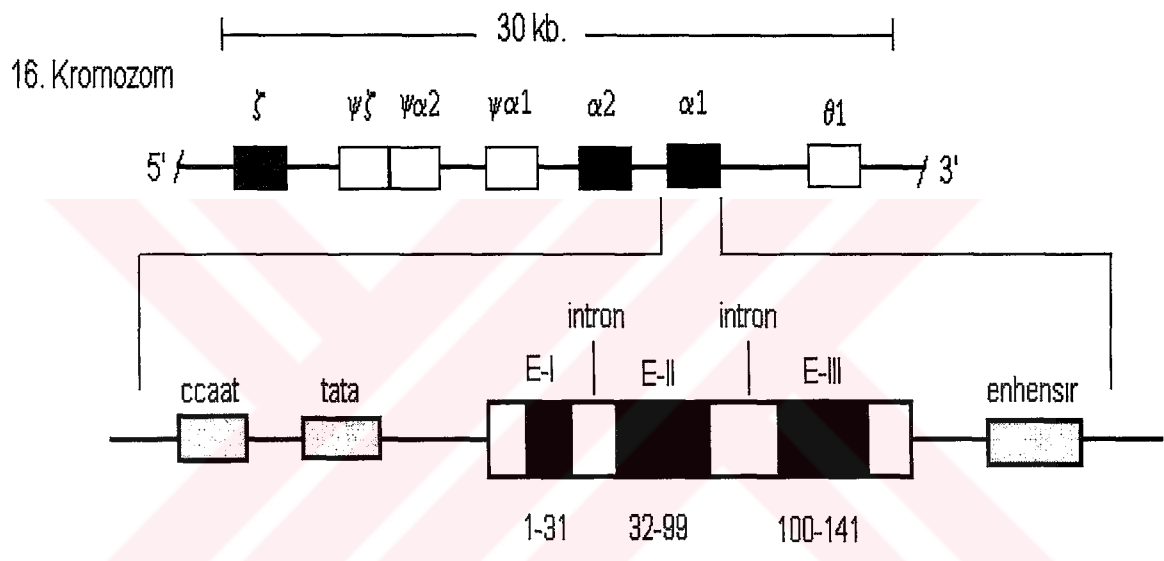 30 kb.
16. Kromozom
ζ ψζ ψα2 ψα1 α2 α1 θ1
5' 3'
intron intron
E-I E-II E-III
ccaat tata enhensir
1-31 32-99 100-141